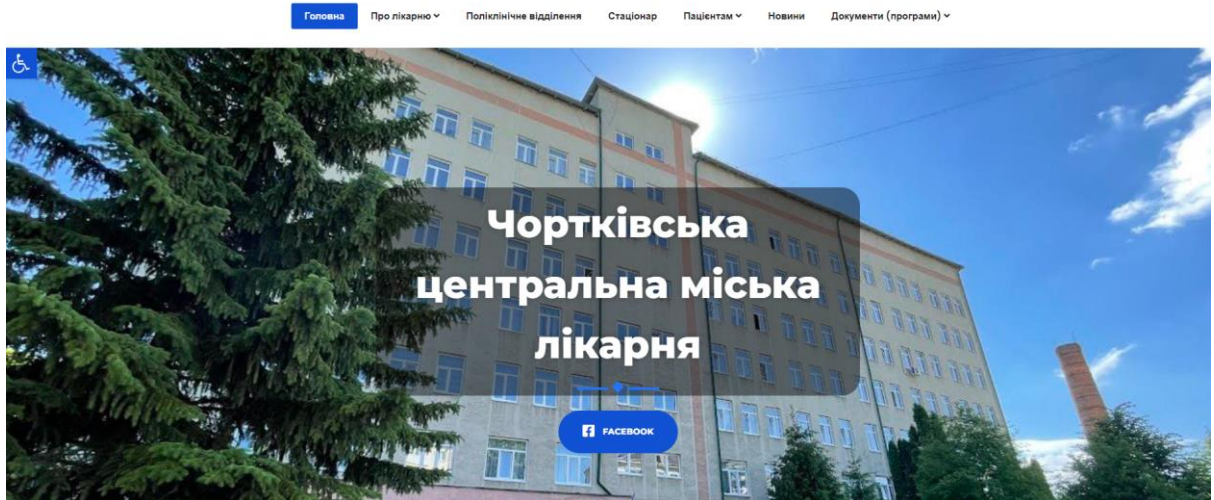 Головна Про лікарню Поліклінічне відділення Стаціонар Пацієнтам Новини Документи (програми)
Чортківська
центральна міська
лікарня
FACEBOOK